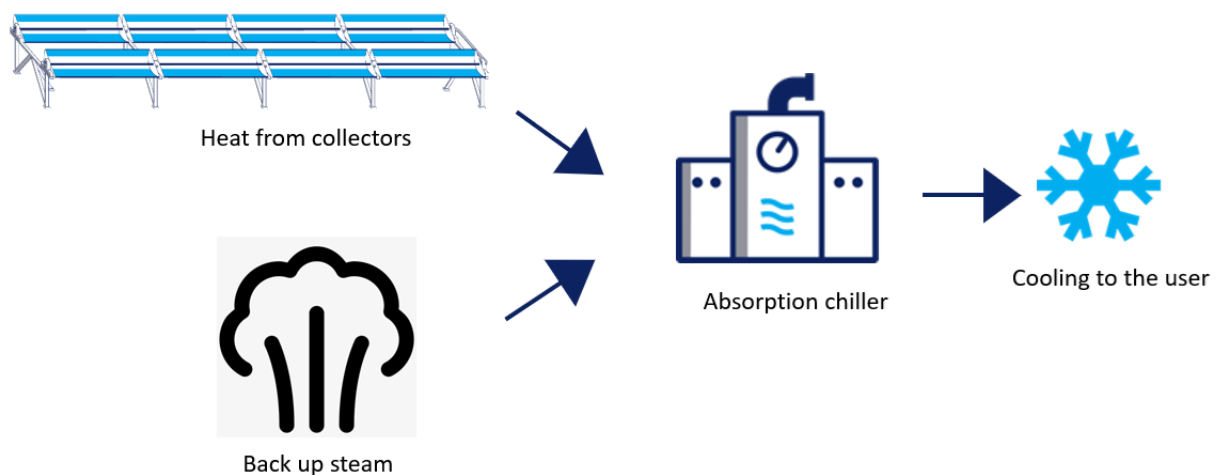 Heat from collectors
Back up steam
Absorption chiller
Cooling to the user